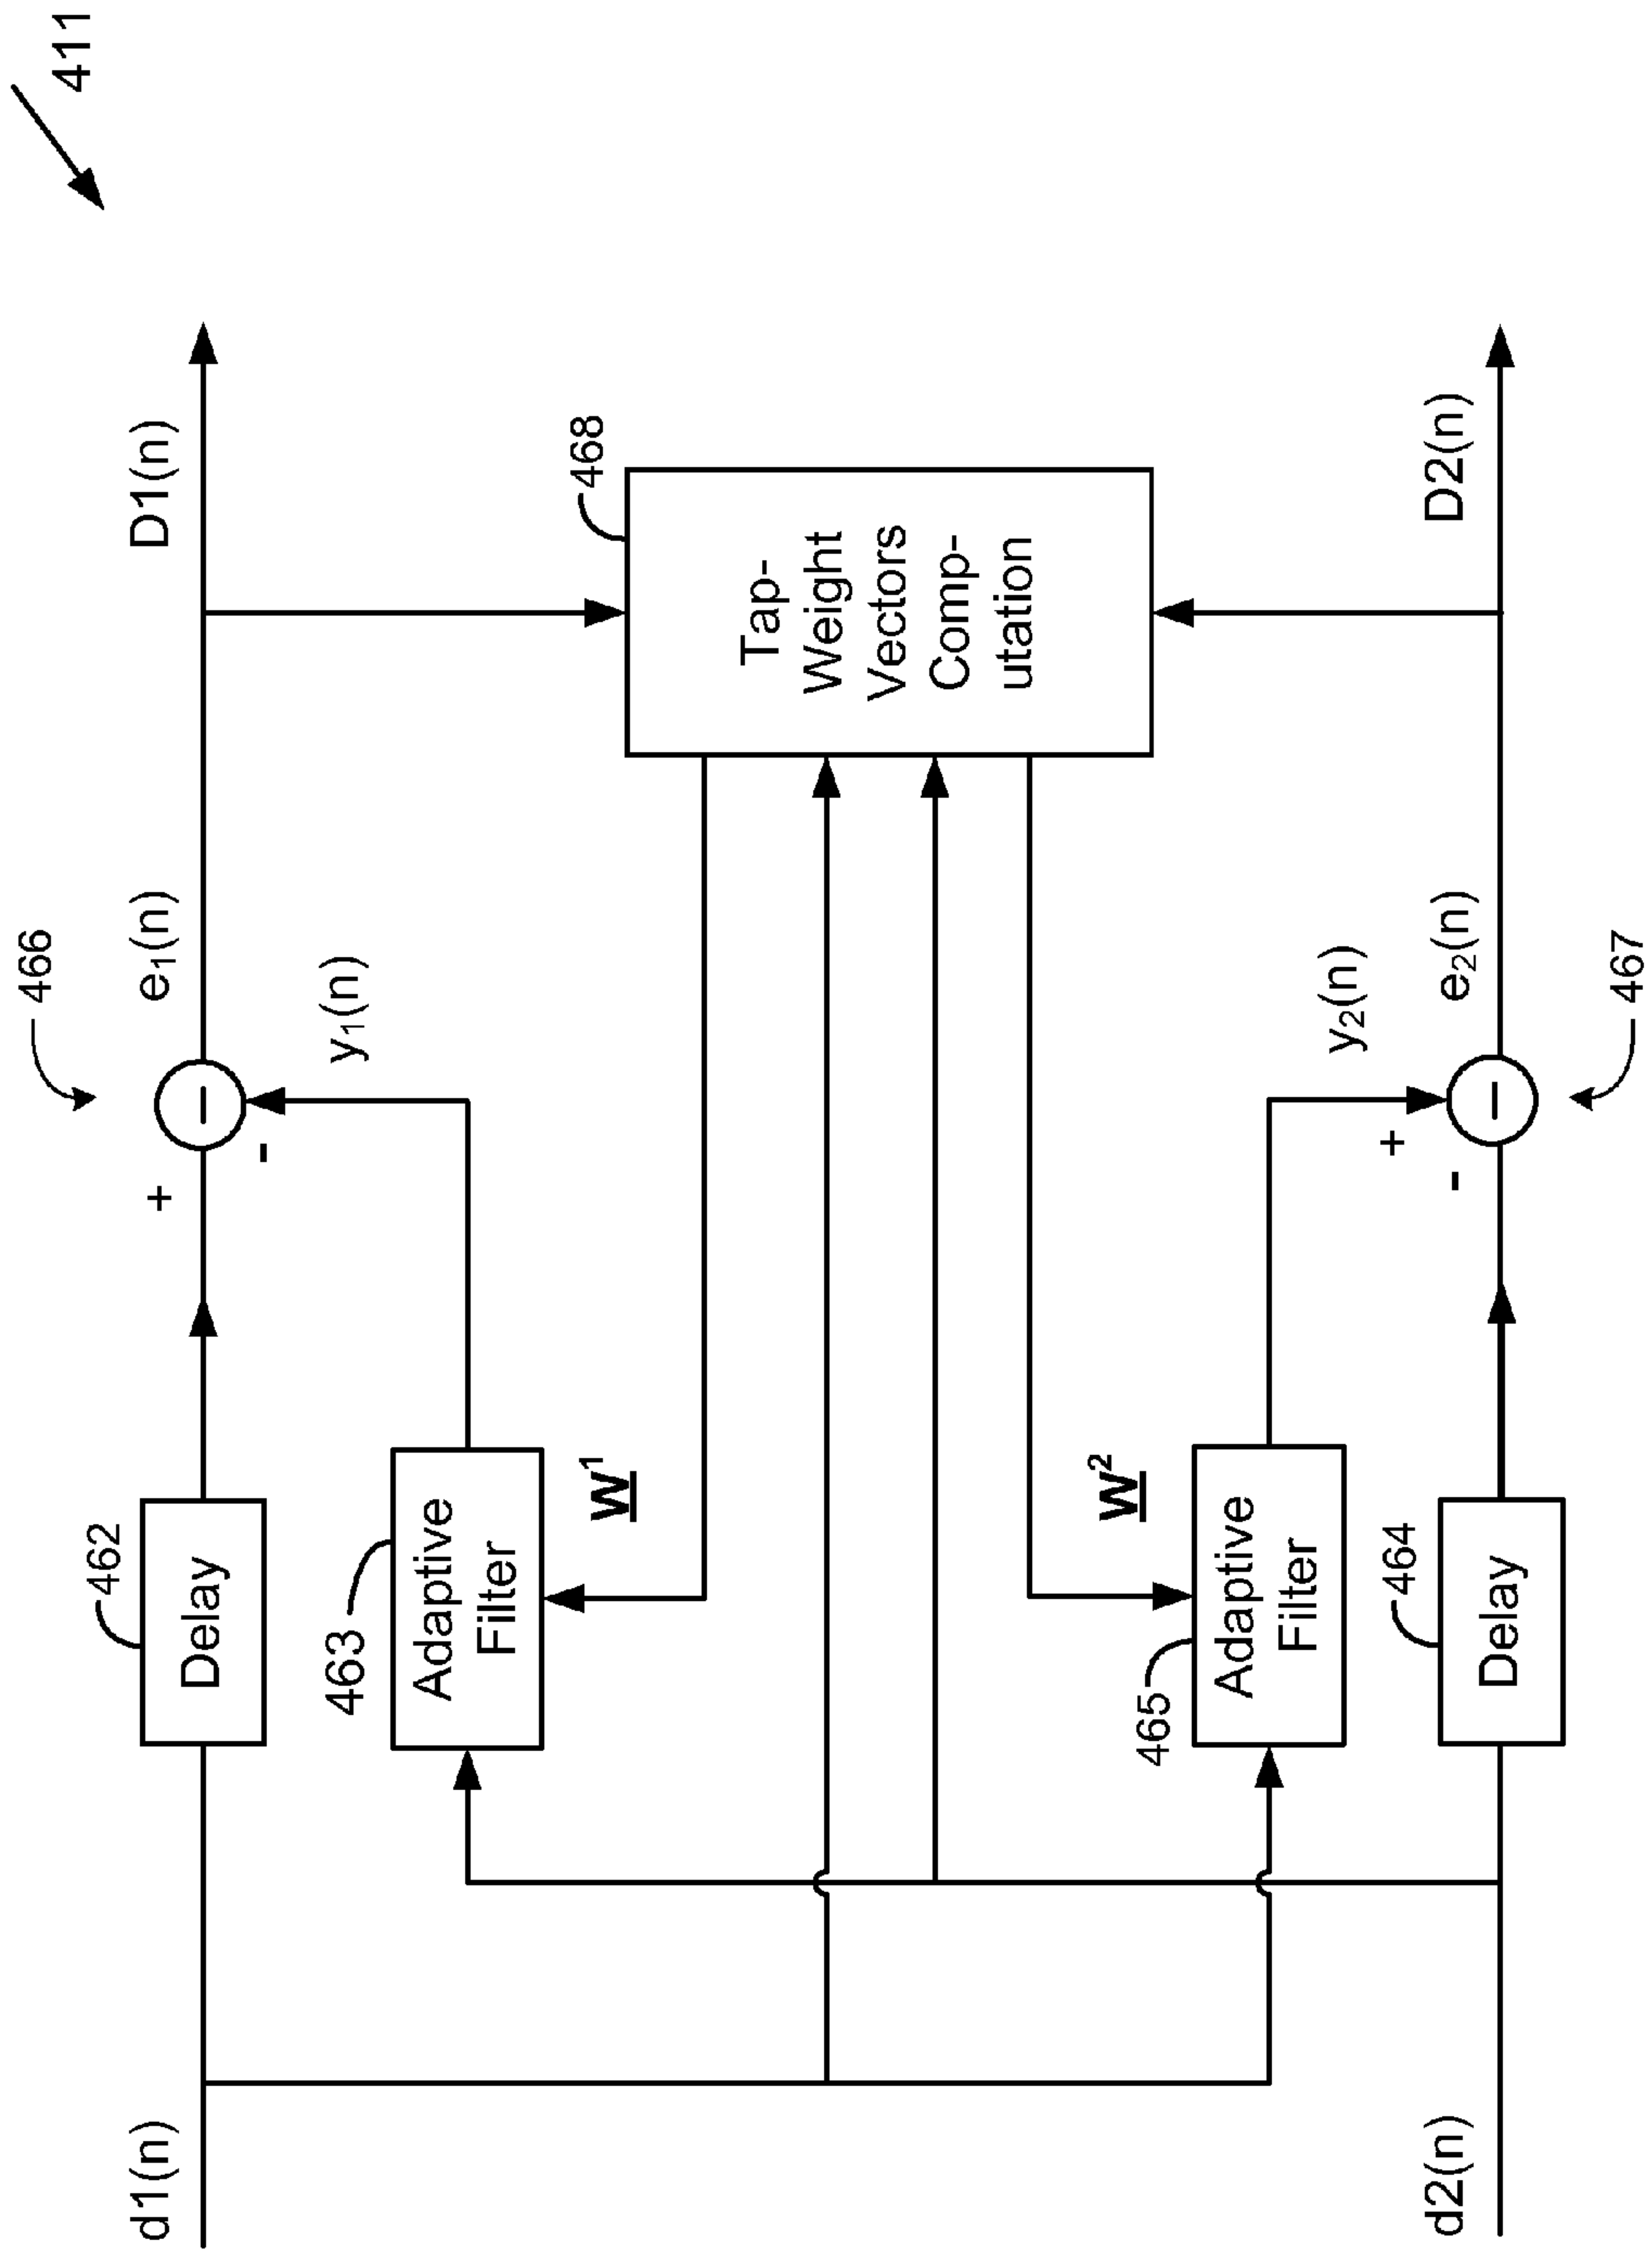 411
466
d1(n)
462
Delay
+
-
e₁(n)
D1(n)
463
Adaptive
Filter
y₁(n)
w¹
468
Tap-
Weight
Vectors
Comp-
utation
w²
465
Adaptive
Filter
y₂(n)
+
-
d2(n)
464
Delay
e₂(n)
D2(n)
467